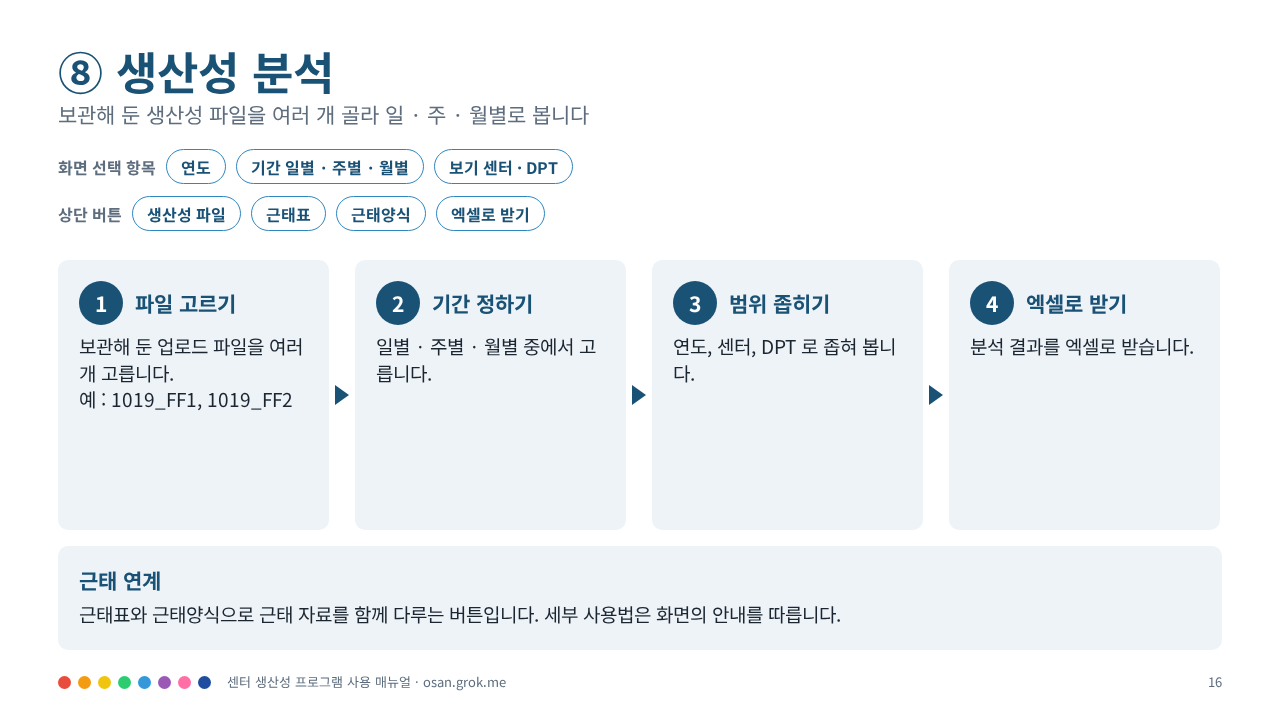 ⑧ 생산성 분석
보관해 둔 생산성 파일을 여러 개 골라 일 · 주 · 월별로 봅니다
화면 선택 항목 연도 기간 일별 · 주별 · 월별 보기 센터 · DPT
상단 버튼 생산성 파일 근태표 근태양식 엑셀로 받기
1 파일 고르기
보관해 둔 업로드 파일을 여러
개 고릅니다.
예 : 1019_FF1, 1019_FF2
2 기간 정하기
일별 · 주별 · 월별 중에서 고
릅니다.
3 범위 좁히기
연도, 센터, DPT 로 좁혀 봅니
다.
4 엑셀로 받기
분석 결과를 엑셀로 받습니다.
근태 연계
근태표와 근태양식으로 근태 자료를 함께 다루는 버튼입니다. 세부 사용법은 화면의 안내를 따릅니다.
센터 생산성 프로그램 사용 매뉴얼 · osan.grok.me
16